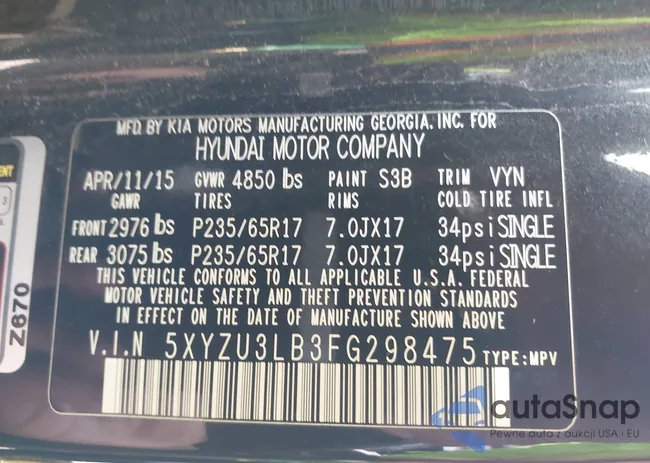 MFD. BY KIA MOTORS MANUFACTURING GEORGIA, INC. FOR
HYUNDAI MOTOR COMPANY
APR/11/15 GVWR 4850 lbs PAINT S3B TRIM VYN
GAWR TIRES RIMS COLD TIRE INFL.
FRONT 2976 lbs P235/65R17 7.0JX17 34psi SINGLE
REAR 3075 lbs P235/65R17 7.0JX17 34psi SINGLE
THIS VEHICLE CONFORMS TO ALL APPLICABLE U.S.A. FEDERAL
MOTOR VEHICLE SAFETY AND THEFT PREVENTION STANDARDS
IN EFFECT ON THE DATE OF MANUFACTURE SHOWN ABOVE
V.I.N 5XYZU3LB3FG298475 TYPE: MPV
Z670
autaSnap
Pewne auta z aukcji USA i EU